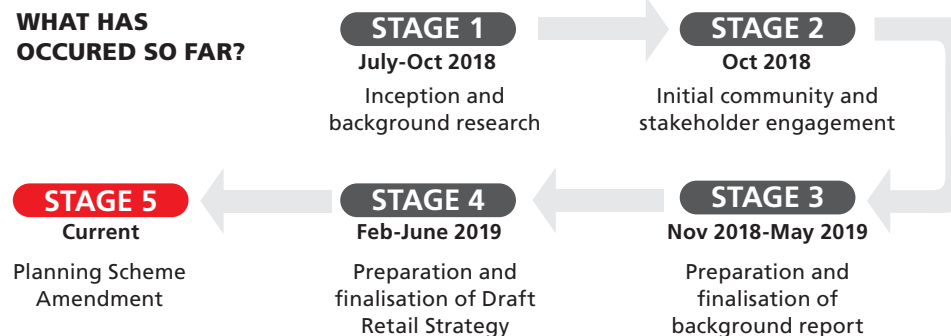 WHAT HAS
OCCURED SO FAR?
STAGE 1
July-Oct 2018
Inception and
background research
STAGE 2
Oct 2018
Initial community and
stakeholder engagement
STAGE 3
Nov 2018-May 2019
Preparation and
finalisation of
background report
STAGE 4
Feb-June 2019
Preparation and
finalisation of Draft
Retail Strategy
STAGE 5
Current
Planning Scheme
Amendment